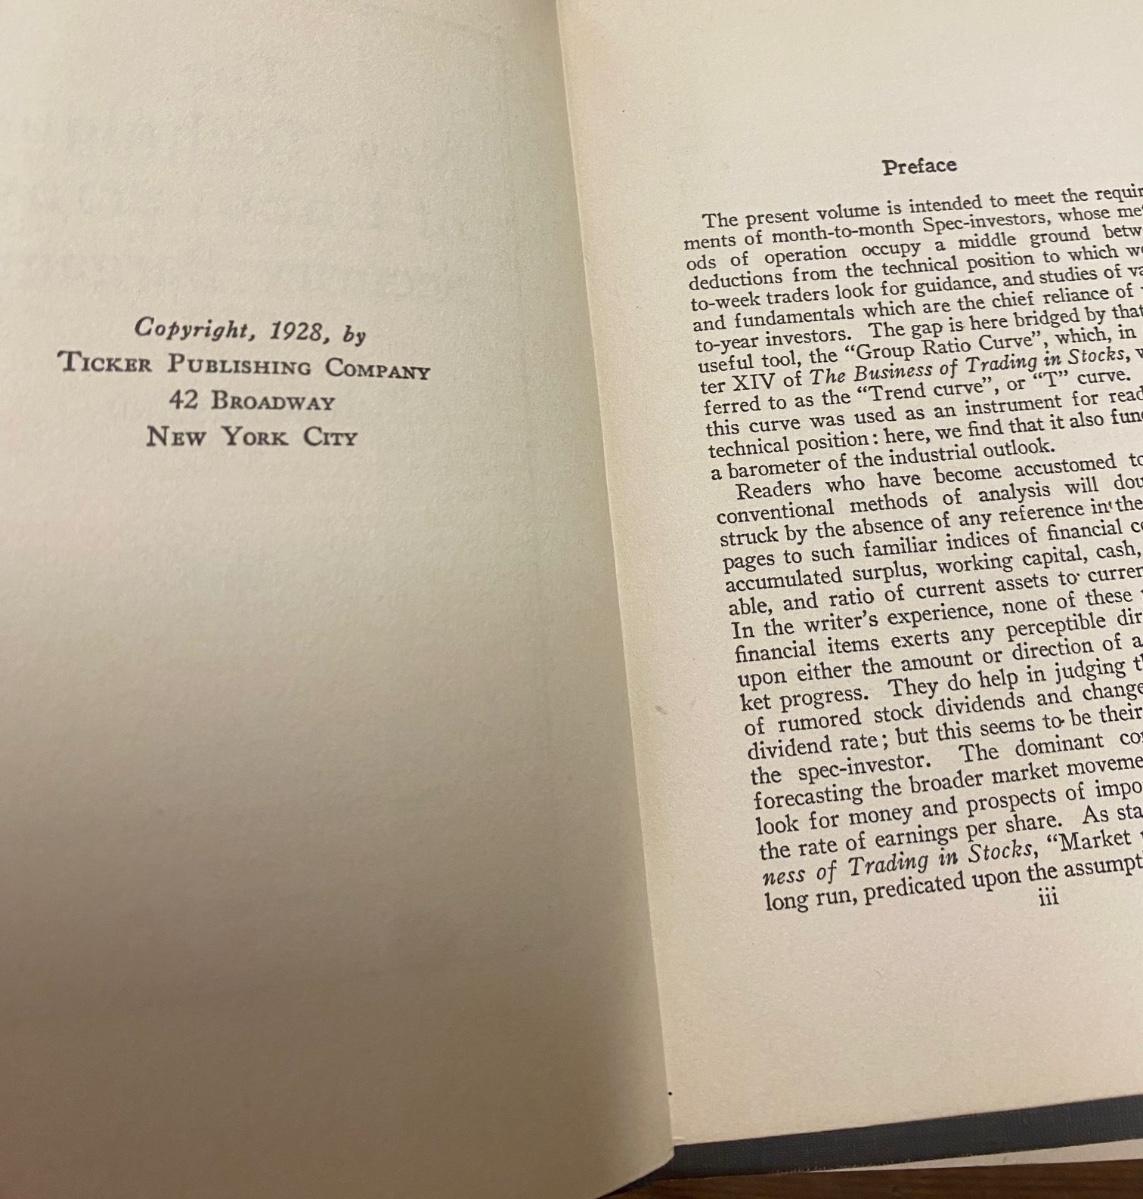 Copyright, 1928, by
TICKER PUBLISHING COMPANY
42 BROADWAY
NEW YORK CITY
Preface
The present volume is intended to meet the requir
ments of month-to-month Spec-investors, whose me
ods of operation occupy a middle ground betw
deductions from the technical position to which w
to-week traders look for guidance, and studies of va
and fundamentals which are the chief reliance of
to-year investors. The gap is here bridged by that
useful tool, the “Group Ratio Curve”, which, in
ter XIV of The Business of Trading in Stocks, w
ferred to as the “Trend curve”, or “T” curve.
this curve was used as an instrument for read
technical position: here, we find that it also fun
a barometer of the industrial outlook.
Readers who have become accustomed to
conventional methods of analysis will dou
struck by the absence of any reference in the
pages to such familiar indices of financial c
accumulated surplus, working capital, cash,
able, and ratio of current assets to curren
In the writer’s experience, none of these
financial items exerts any perceptible dir
upon either the amount or direction of a
ket progress. They do help in judging t
of rumored stock dividends and change
dividend rate; but this seems to be their
the spec-investor. The dominant co
forecasting the broader market moveme
look for money and prospects of impo
the rate of earnings per share. As sta
ness of Trading in Stocks, “Market
long run, predicated upon the assumpt
iii